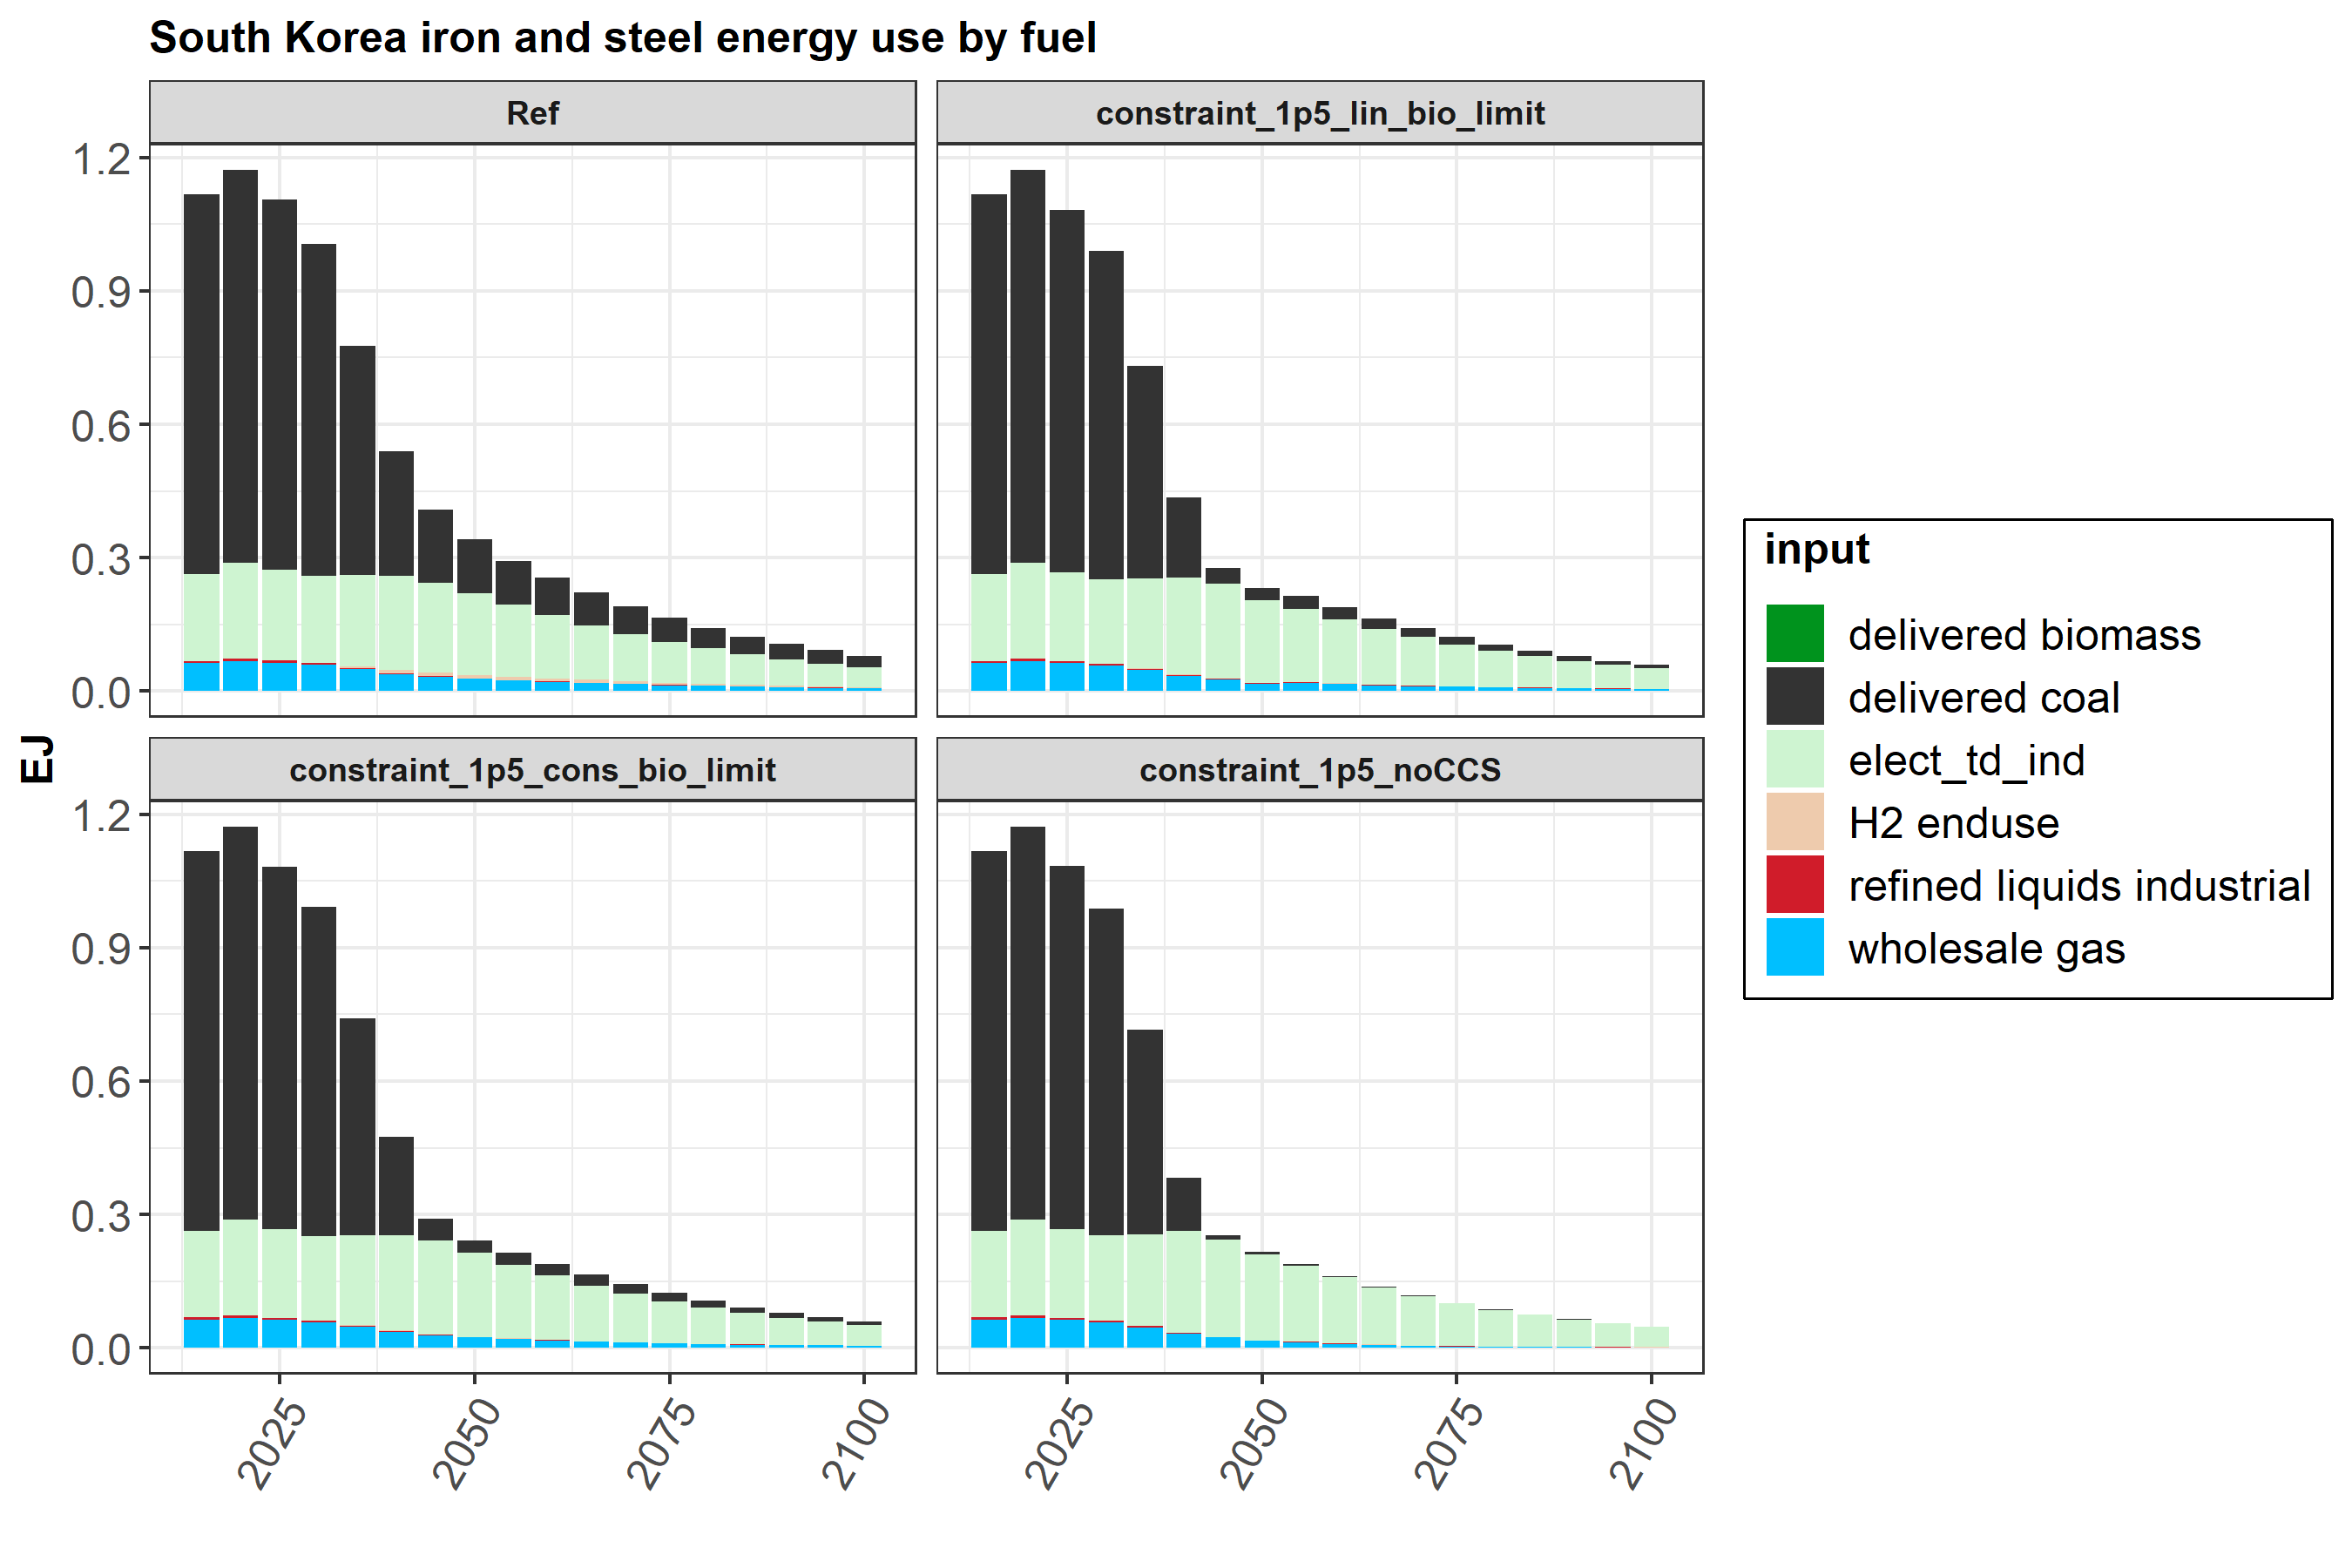 South Korea iron and steel energy use by fuel
Ref
constraint_1p5_lin_bio_limit
1.2
0.9
0.6
0.3
0.0
constraint_1p5_cons_bio_limit
constraint_1p5_noCCS
1.2
0.9
0.6
0.3
0.0
EJ
2025
2050
2075
2100
2025
2050
2075
2100
input
delivered biomass
delivered coal
elect_td_ind
H2 enduse
refined liquids industrial
wholesale gas